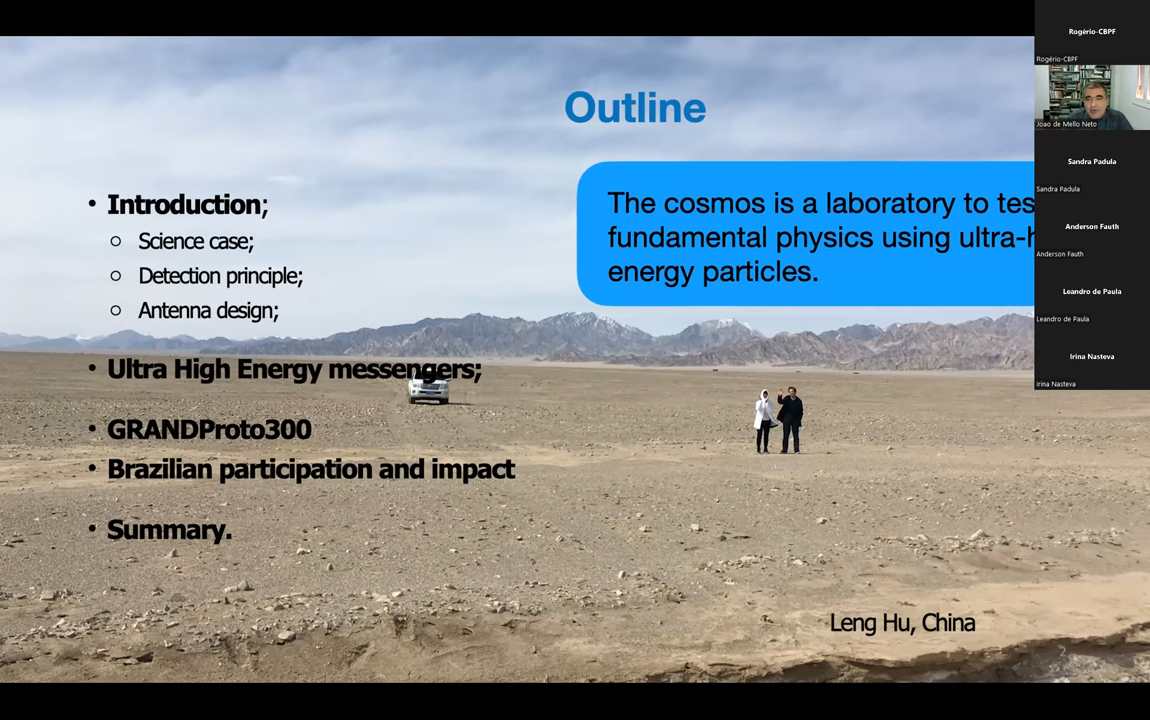 Outline
• Introduction;
○ Science case;
○ Detection principle;
○ Antenna design;
• Ultra High Energy messengers;
• GRANDProto300
• Brazilian participation and impact
• Summary.
The cosmos is a laboratory to tes
fundamental physics using ultra-h
energy particles.
Leng Hu, China
2
Rogério-CBPF
Rogério-CBPF
Joao de Mello Neto
Sandra Padula
Sandra Padula
Anderson Fauth
Anderson Fauth
Leandro de Paula
Leandro de Paula
Irina Nasteva
Irina Nasteva